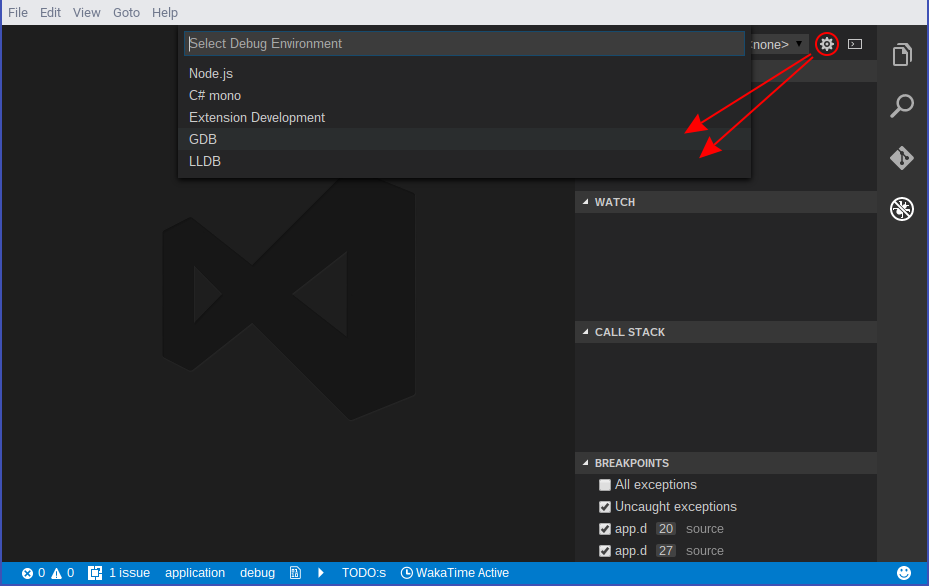 File Edit View Goto Help
Select Debug Environment
<none>
Node.js
C# mono
Extension Development
GDB
LLDB
WATCH
CALL STACK
BREAKPOINTS
All exceptions
Uncaught exceptions
app.d 20 source
app.d 27 source
0 0 1 issue application debug TODO:s WakaTime Active